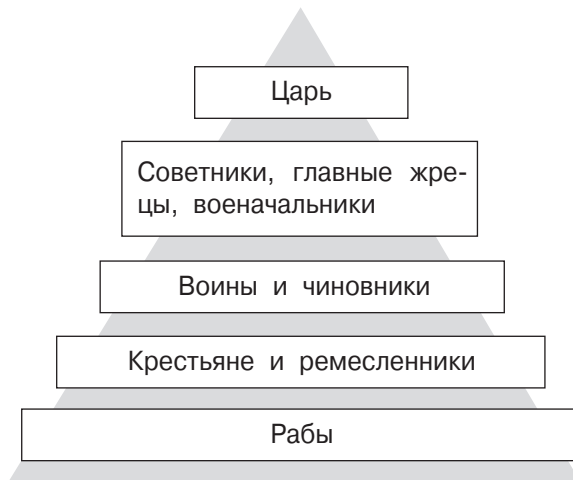 Царь
Советники, главные жре-
цы, военачальники
Воины и чиновники
Крестьяне и ремесленники
Рабы